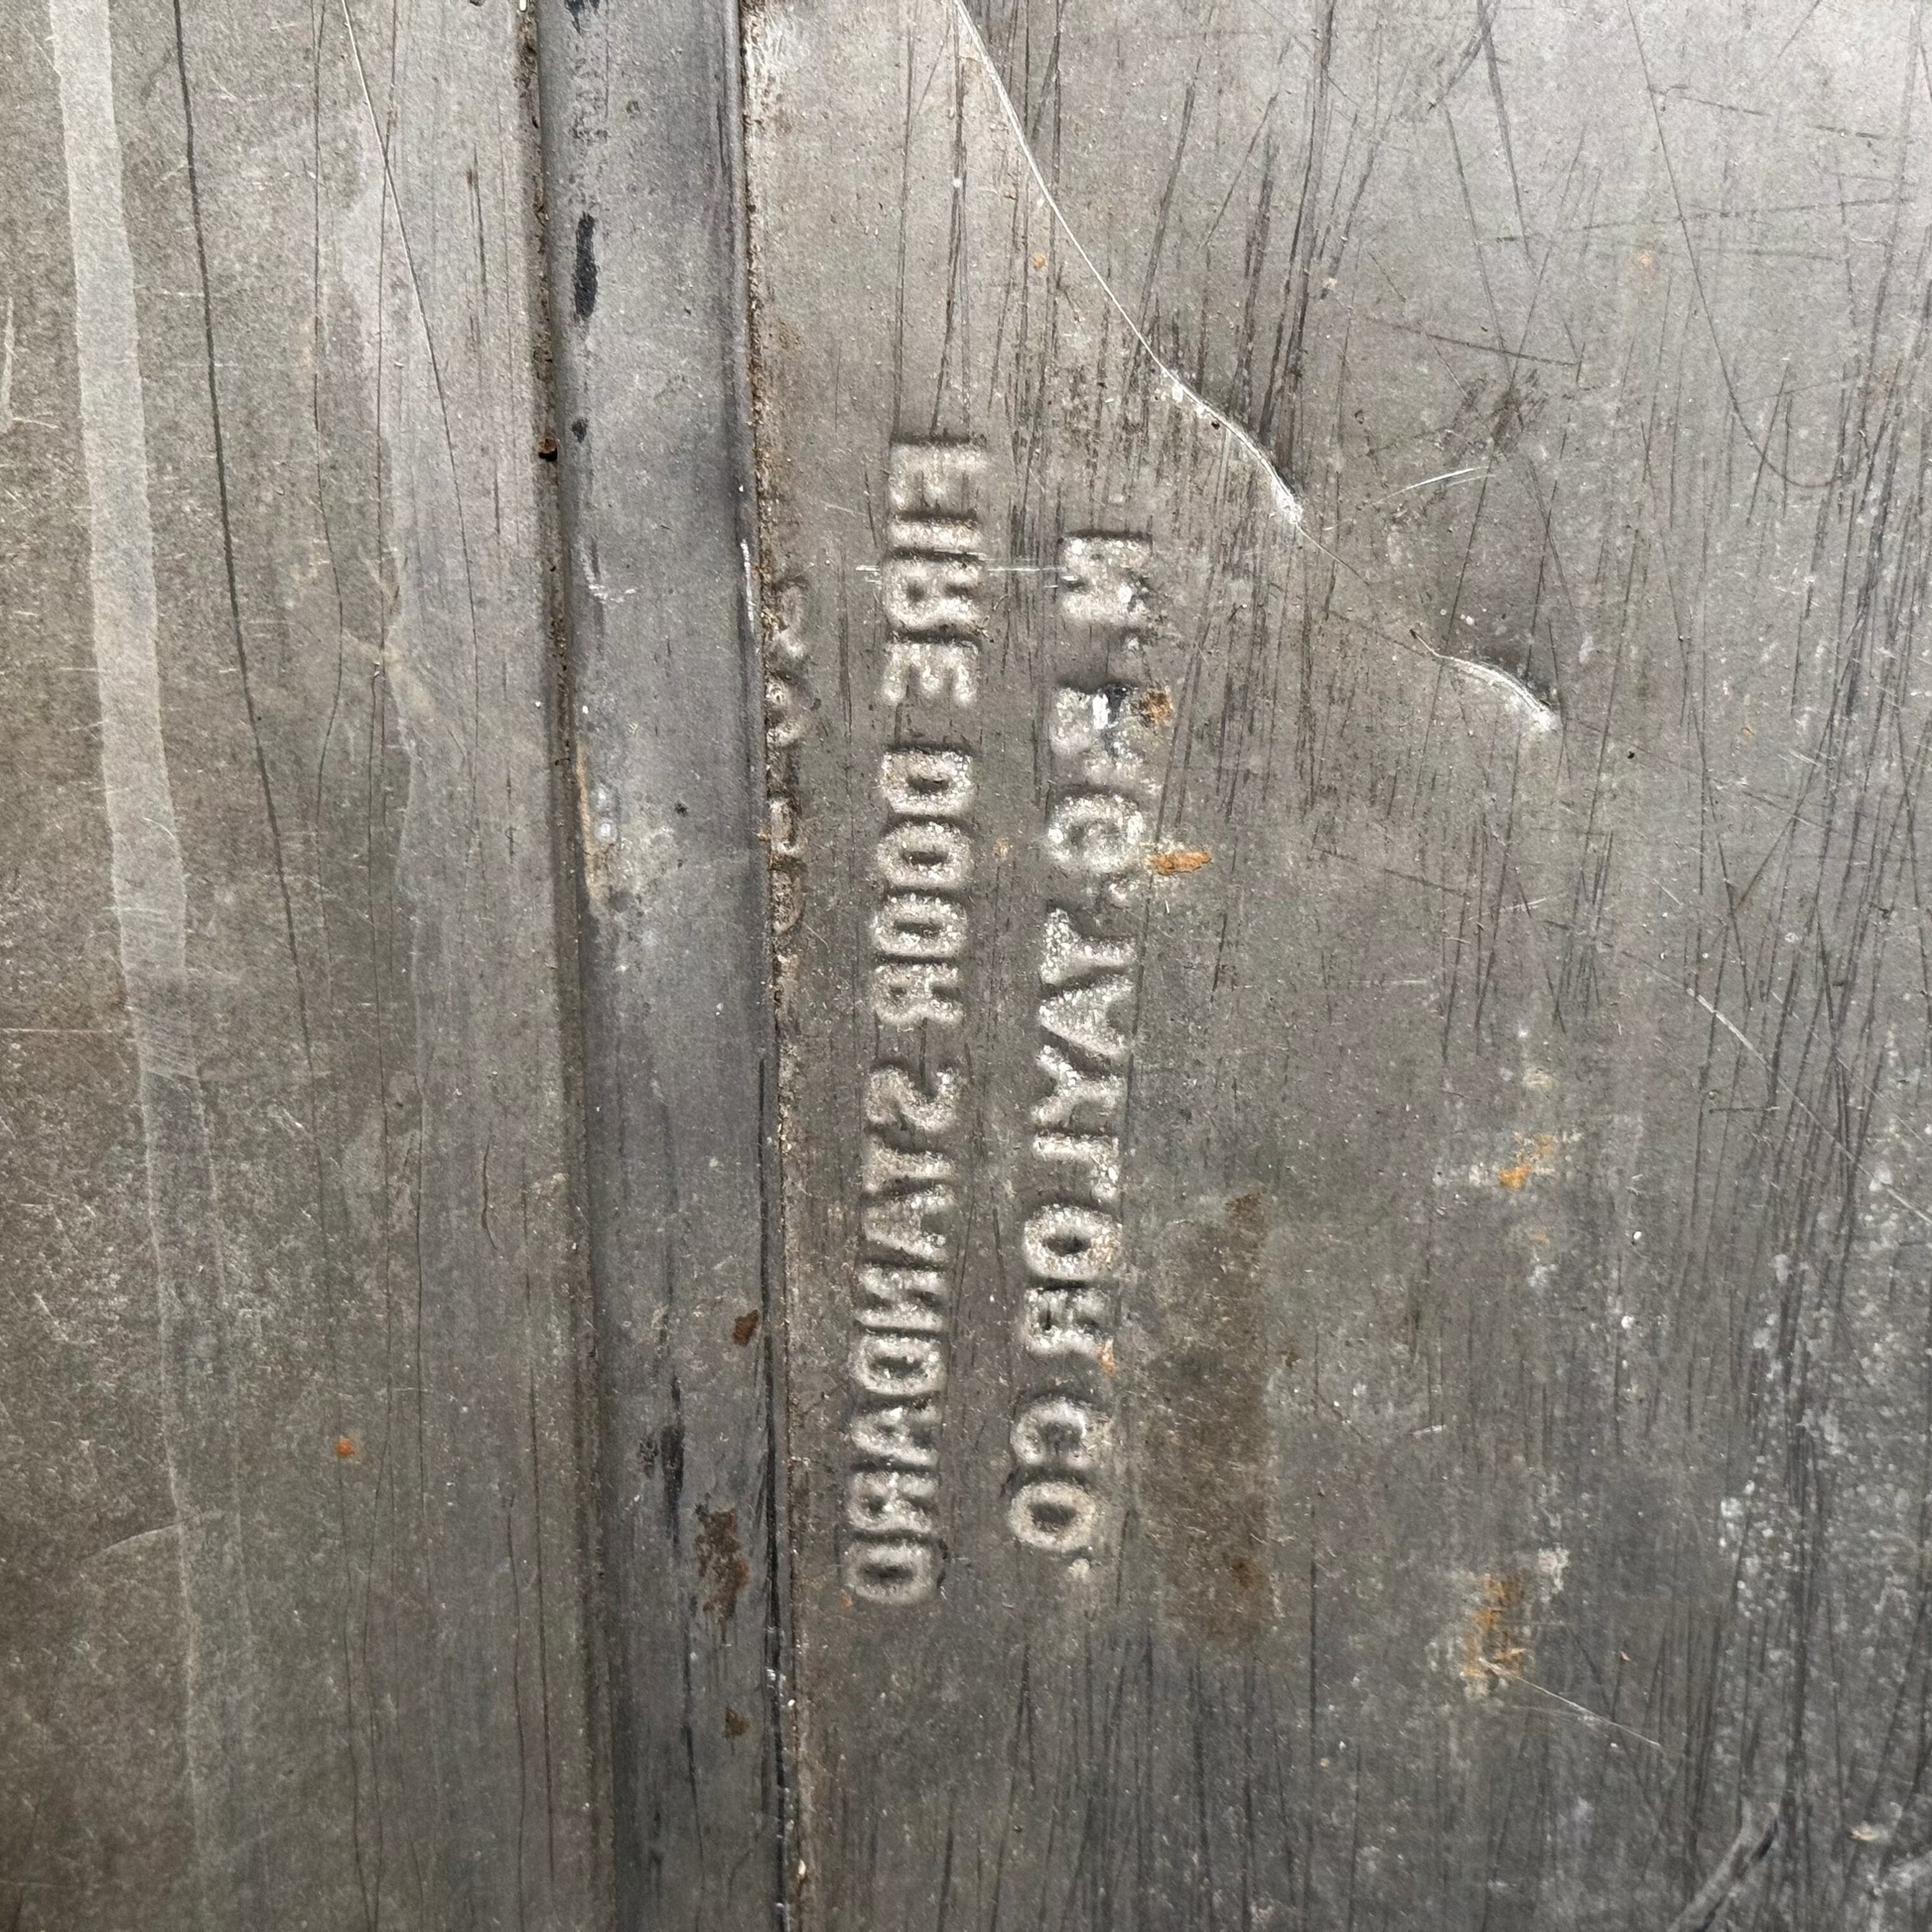 FIRE DOOR STANDARD
N. & G. TAYLOR CO.